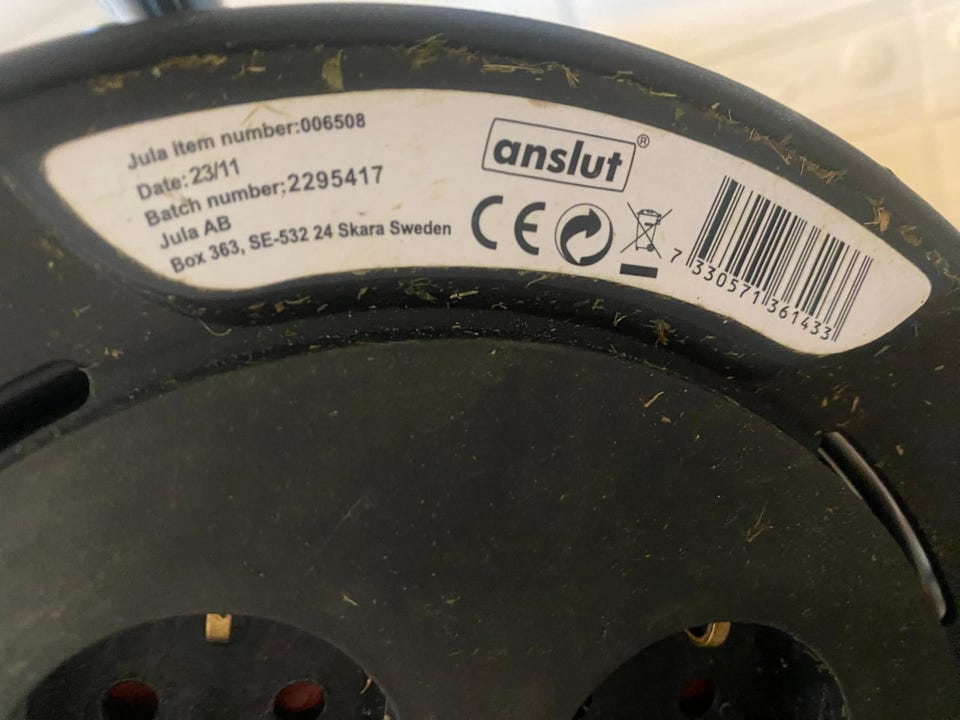 Jula item number:006508
Date: 23/11
Batch number:2295417
Jula AB
Box 363, SE-532 24 Skara Sweden
anslut®
CE
7 330571 361433